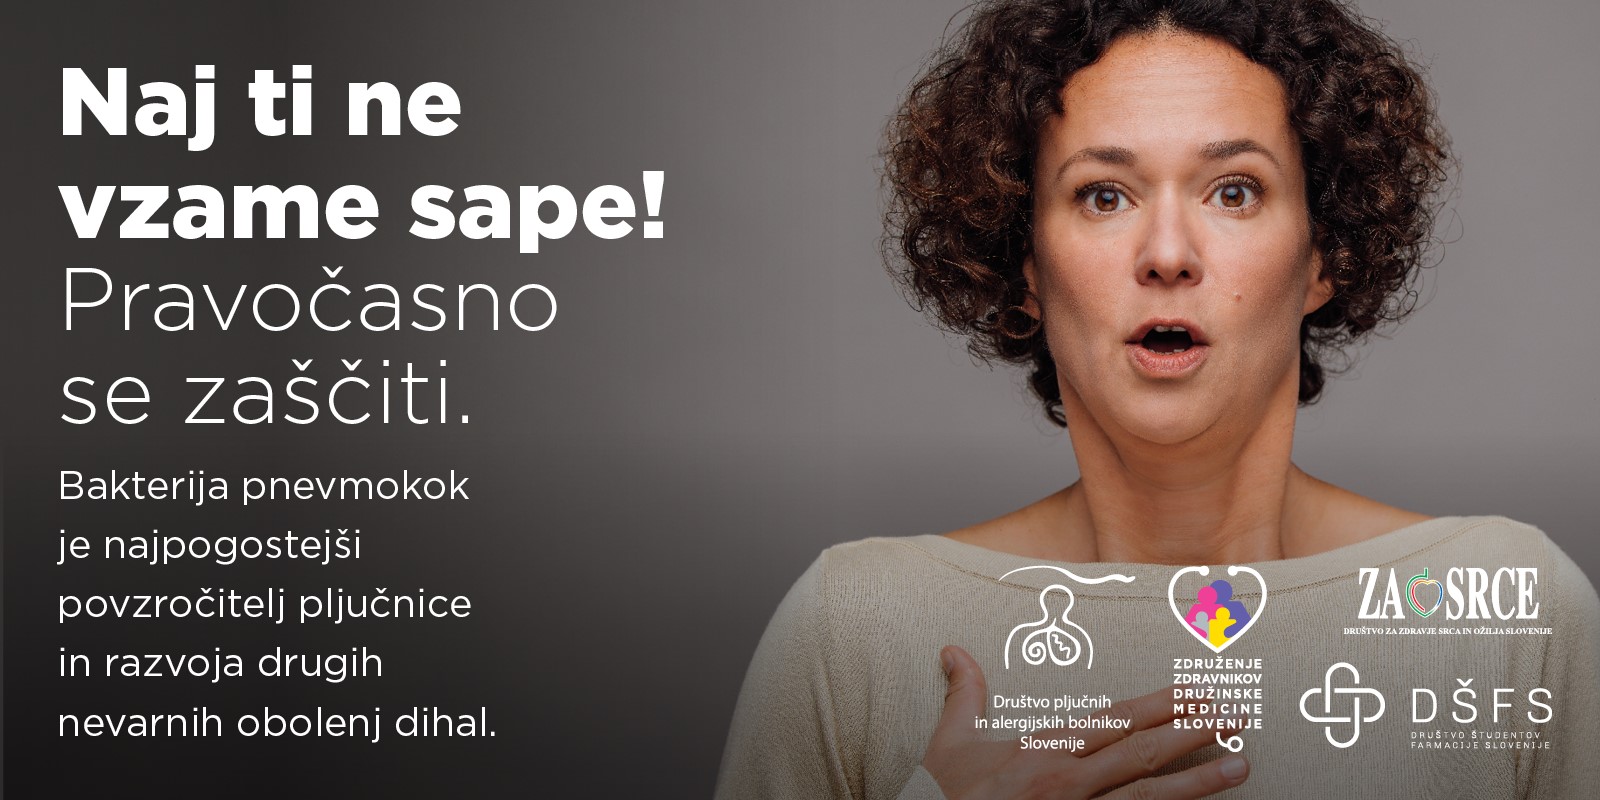 Naj ti ne
vzame sape!
Pravočasno
se zaščiti.
Bakterija pnevmokok
je najpogostejši
povzročitelj pljučnice
in razvoja drugih
nevarnih obolenj dihal.
Društvo pljučnih
in alergijskih bolnikov
Slovenije
ZDRUŽENJE
ZDRAVNIKOV
DRUŽINSKE
MEDICINE
SLOVENIJE
ZA SRCE
DRUŠTVO ZA ZDRAVJE SRCA IN OŽILJA SLOVENIJE
DŠFS
DRUŠTVO ŠTUDENTOV
FARMACIJE SLOVENIJE